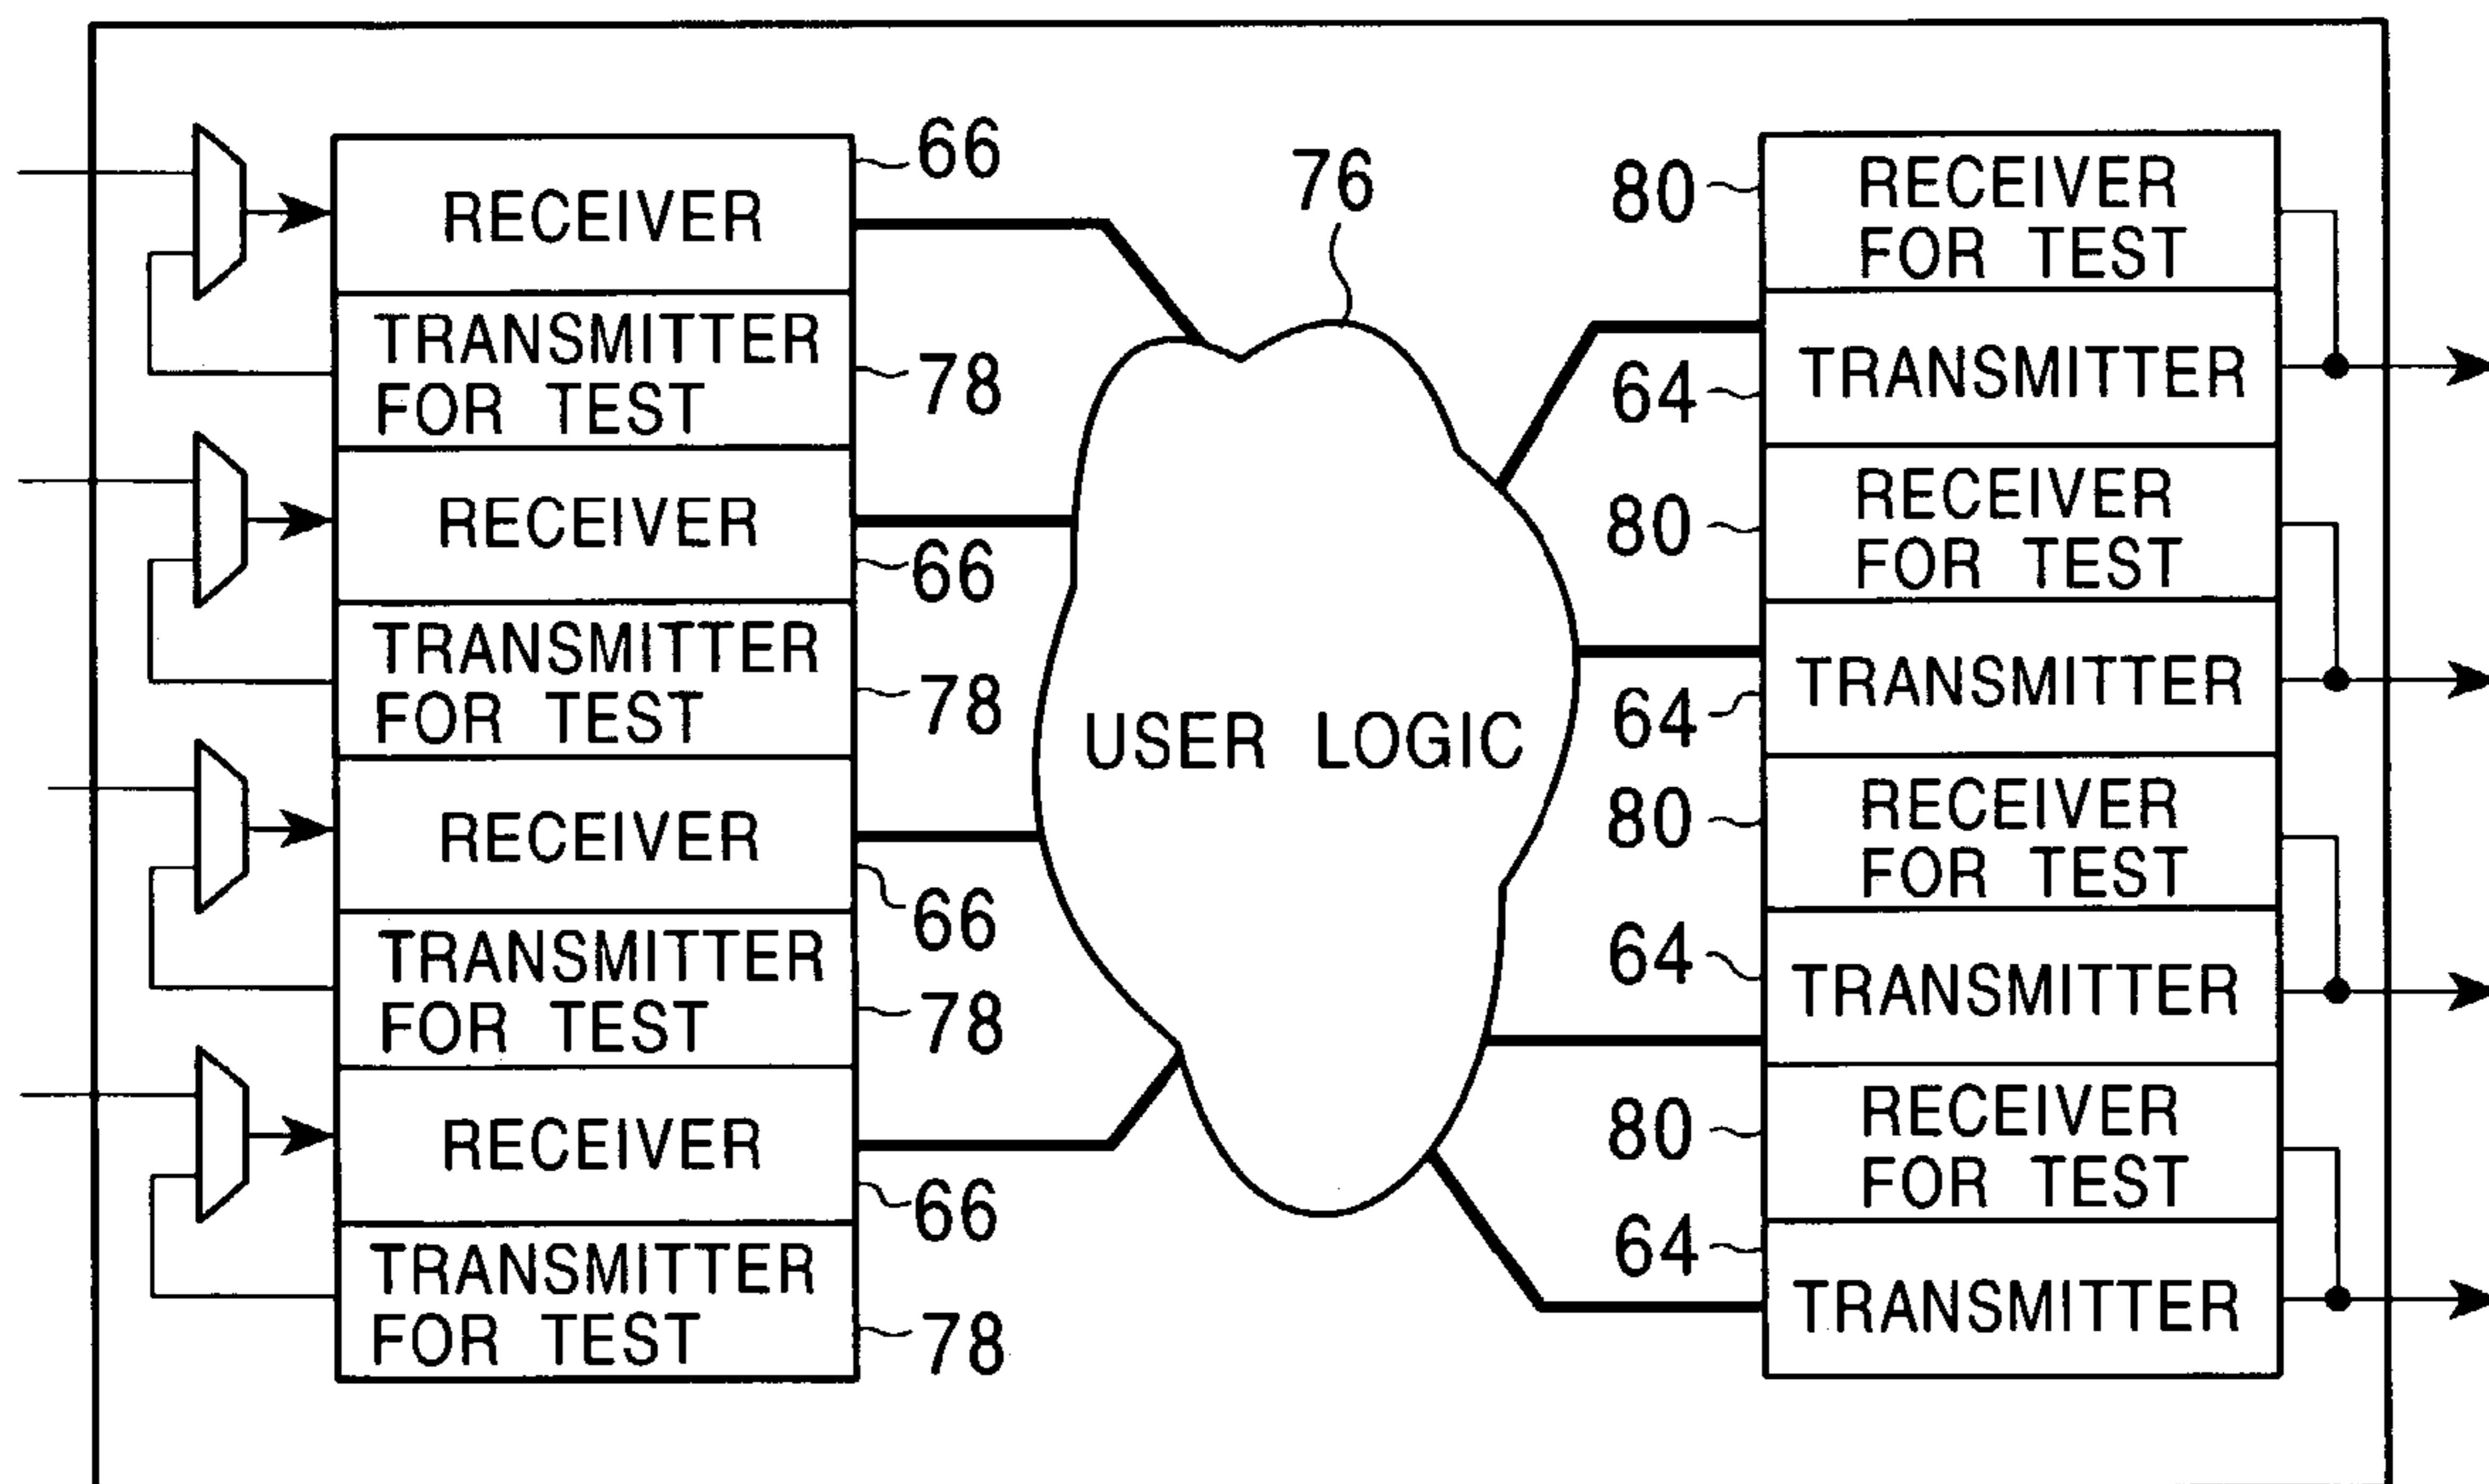 66
RECEIVER
TRANSMITTER
FOR TEST
78
RECEIVER
66
TRANSMITTER
FOR TEST
78
RECEIVER
66
TRANSMITTER
FOR TEST
78
RECEIVER
66
TRANSMITTER
FOR TEST
78
76
USER LOGIC
80
RECEIVER
FOR TEST
64
TRANSMITTER
80
RECEIVER
FOR TEST
64
TRANSMITTER
80
RECEIVER
FOR TEST
64
TRANSMITTER
80
RECEIVER
FOR TEST
64
TRANSMITTER